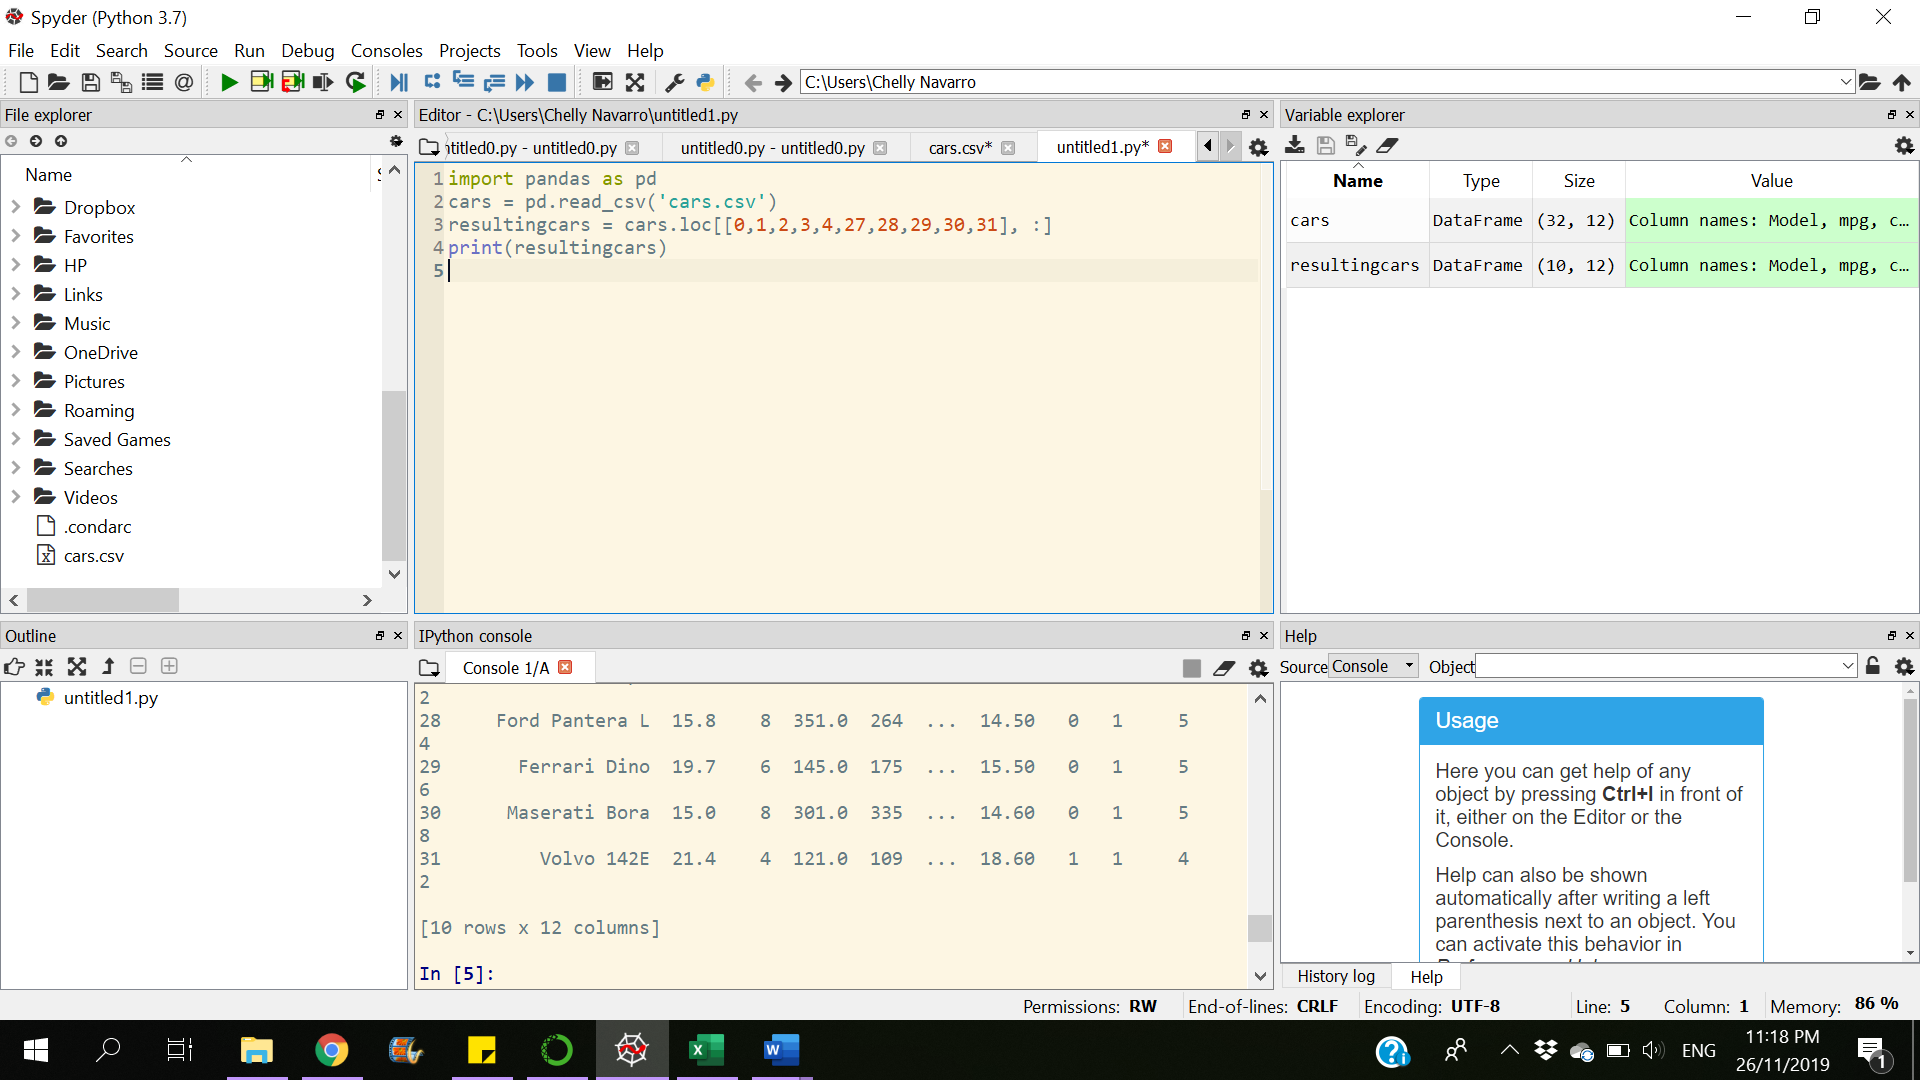 Spyder (Python 3.7)
File Edit Search Source Run Debug Consoles Projects Tools View Help
C:\Users\Chelly Navarro
File explorer
Name
Dropbox
Favorites
HP
Links
Music
OneDrive
Pictures
Roaming
Saved Games
Searches
Videos
.condarc
cars.csv
Editor - C:\Users\Chelly Navarro\untitled1.py
ntitled0.py - untitled0.py untitled0.py - untitled0.py cars.csv* untitled1.py*
1 import pandas as pd
2 cars = pd.read_csv('cars.csv')
3 resultingcars = cars.loc[[0,1,2,3,4,27,28,29,30,31], :]
4 print(resultingcars)
5
Variable explorer
Name Type Size Value
cars DataFrame (32, 12) Column names: Model, mpg, c...
resultingcars DataFrame (10, 12) Column names: Model, mpg, c...
Outline
untitled1.py
IPython console
Console 1/A
2
28 Ford Pantera L 15.8 8 351.0 264 ... 14.50 0 1 5
4
29 Ferrari Dino 19.7 6 145.0 175 ... 15.50 0 1 5
6
30 Maserati Bora 15.0 8 301.0 335 ... 14.60 0 1 5
8
31 Volvo 142E 21.4 4 121.0 109 ... 18.60 1 1 4
2
[10 rows x 12 columns]
In [5]:
Help
Source Console Object
Usage
Here you can get help of any
object by pressing Ctrl+I in front of
it, either on the Editor or the
Console.
Help can also be shown
automatically after writing a left
parenthesis next to an object. You
can activate this behavior in
History log Help
Permissions: RW End-of-lines: CRLF Encoding: UTF-8 Line: 5 Column: 1 Memory: 86 %
ENG
11:18 PM
26/11/2019
1